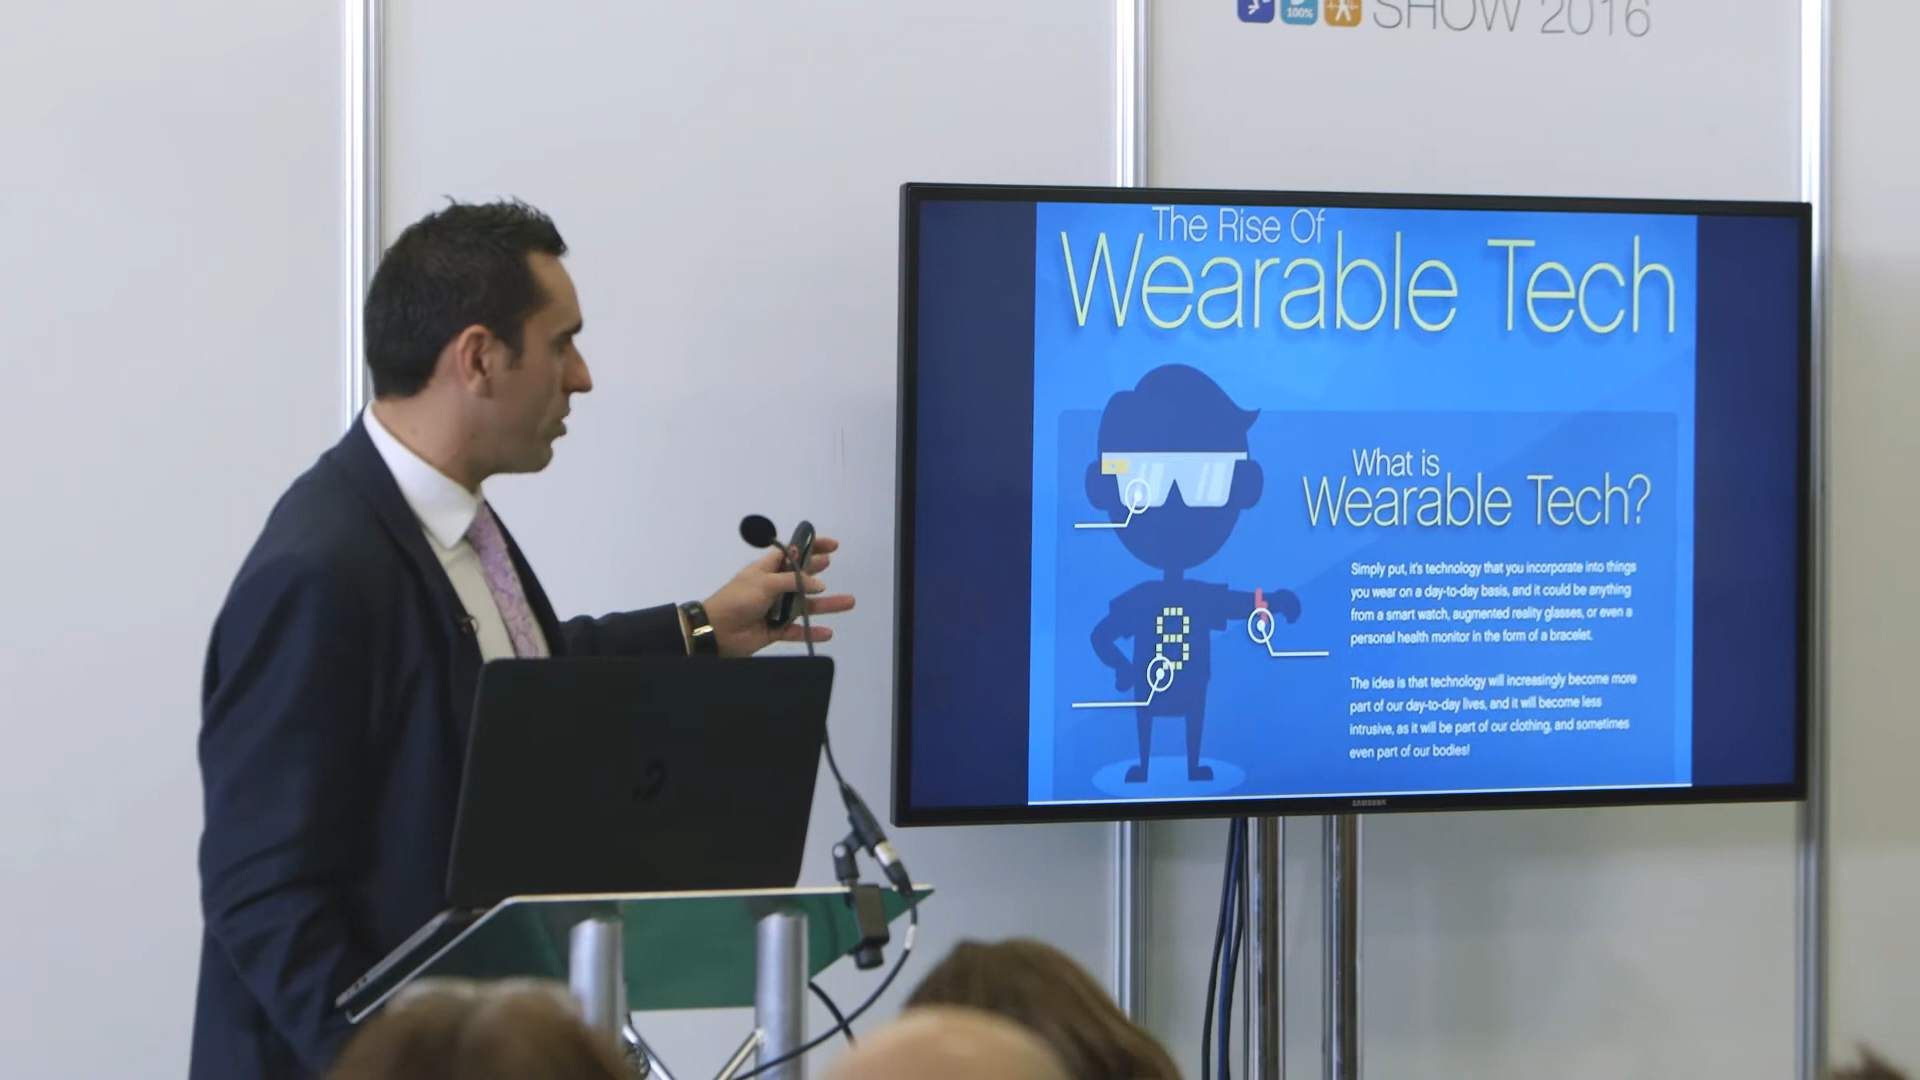 100%
SHOW 2016
The Rise Of
Wearable Tech
What is
Wearable Tech?
Simply put, it's technology that you incorporate into things
you wear on a day-to-day basis, and it could be anything
from a smart watch, augmented reality glasses, or even a
personal health monitor in the form of a bracelet.
The idea is that technology will increasingly become more
part of our day-to-day lives, and it will become less
intrusive, as it will be part of our clothing, and sometimes
even part of our bodies!
8
SAMSUNG